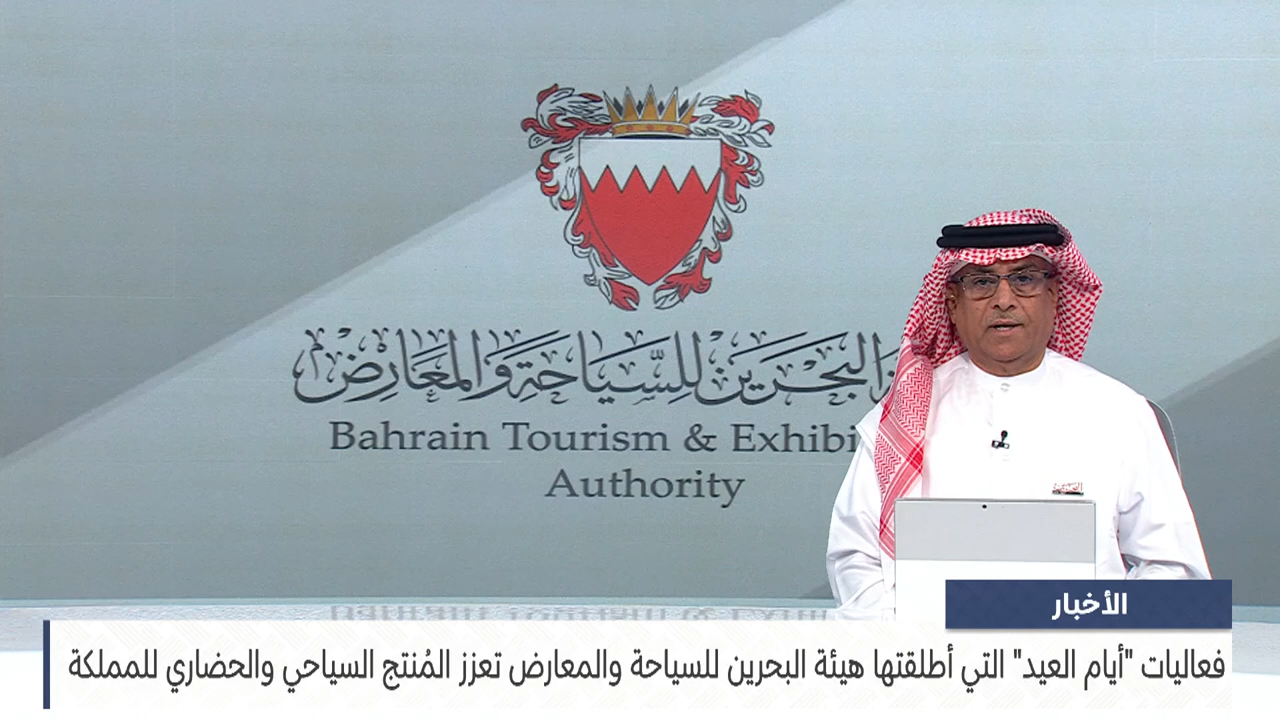 البحرين للسياحة والمعارض
Bahrain Tourism &
Authority
الأخبار
فعاليات "أيام العيد" التي أطلقتها هيئة البحرين للسياحة والمعارض تعزز المُنتج السياحي والحضاري للمملكة